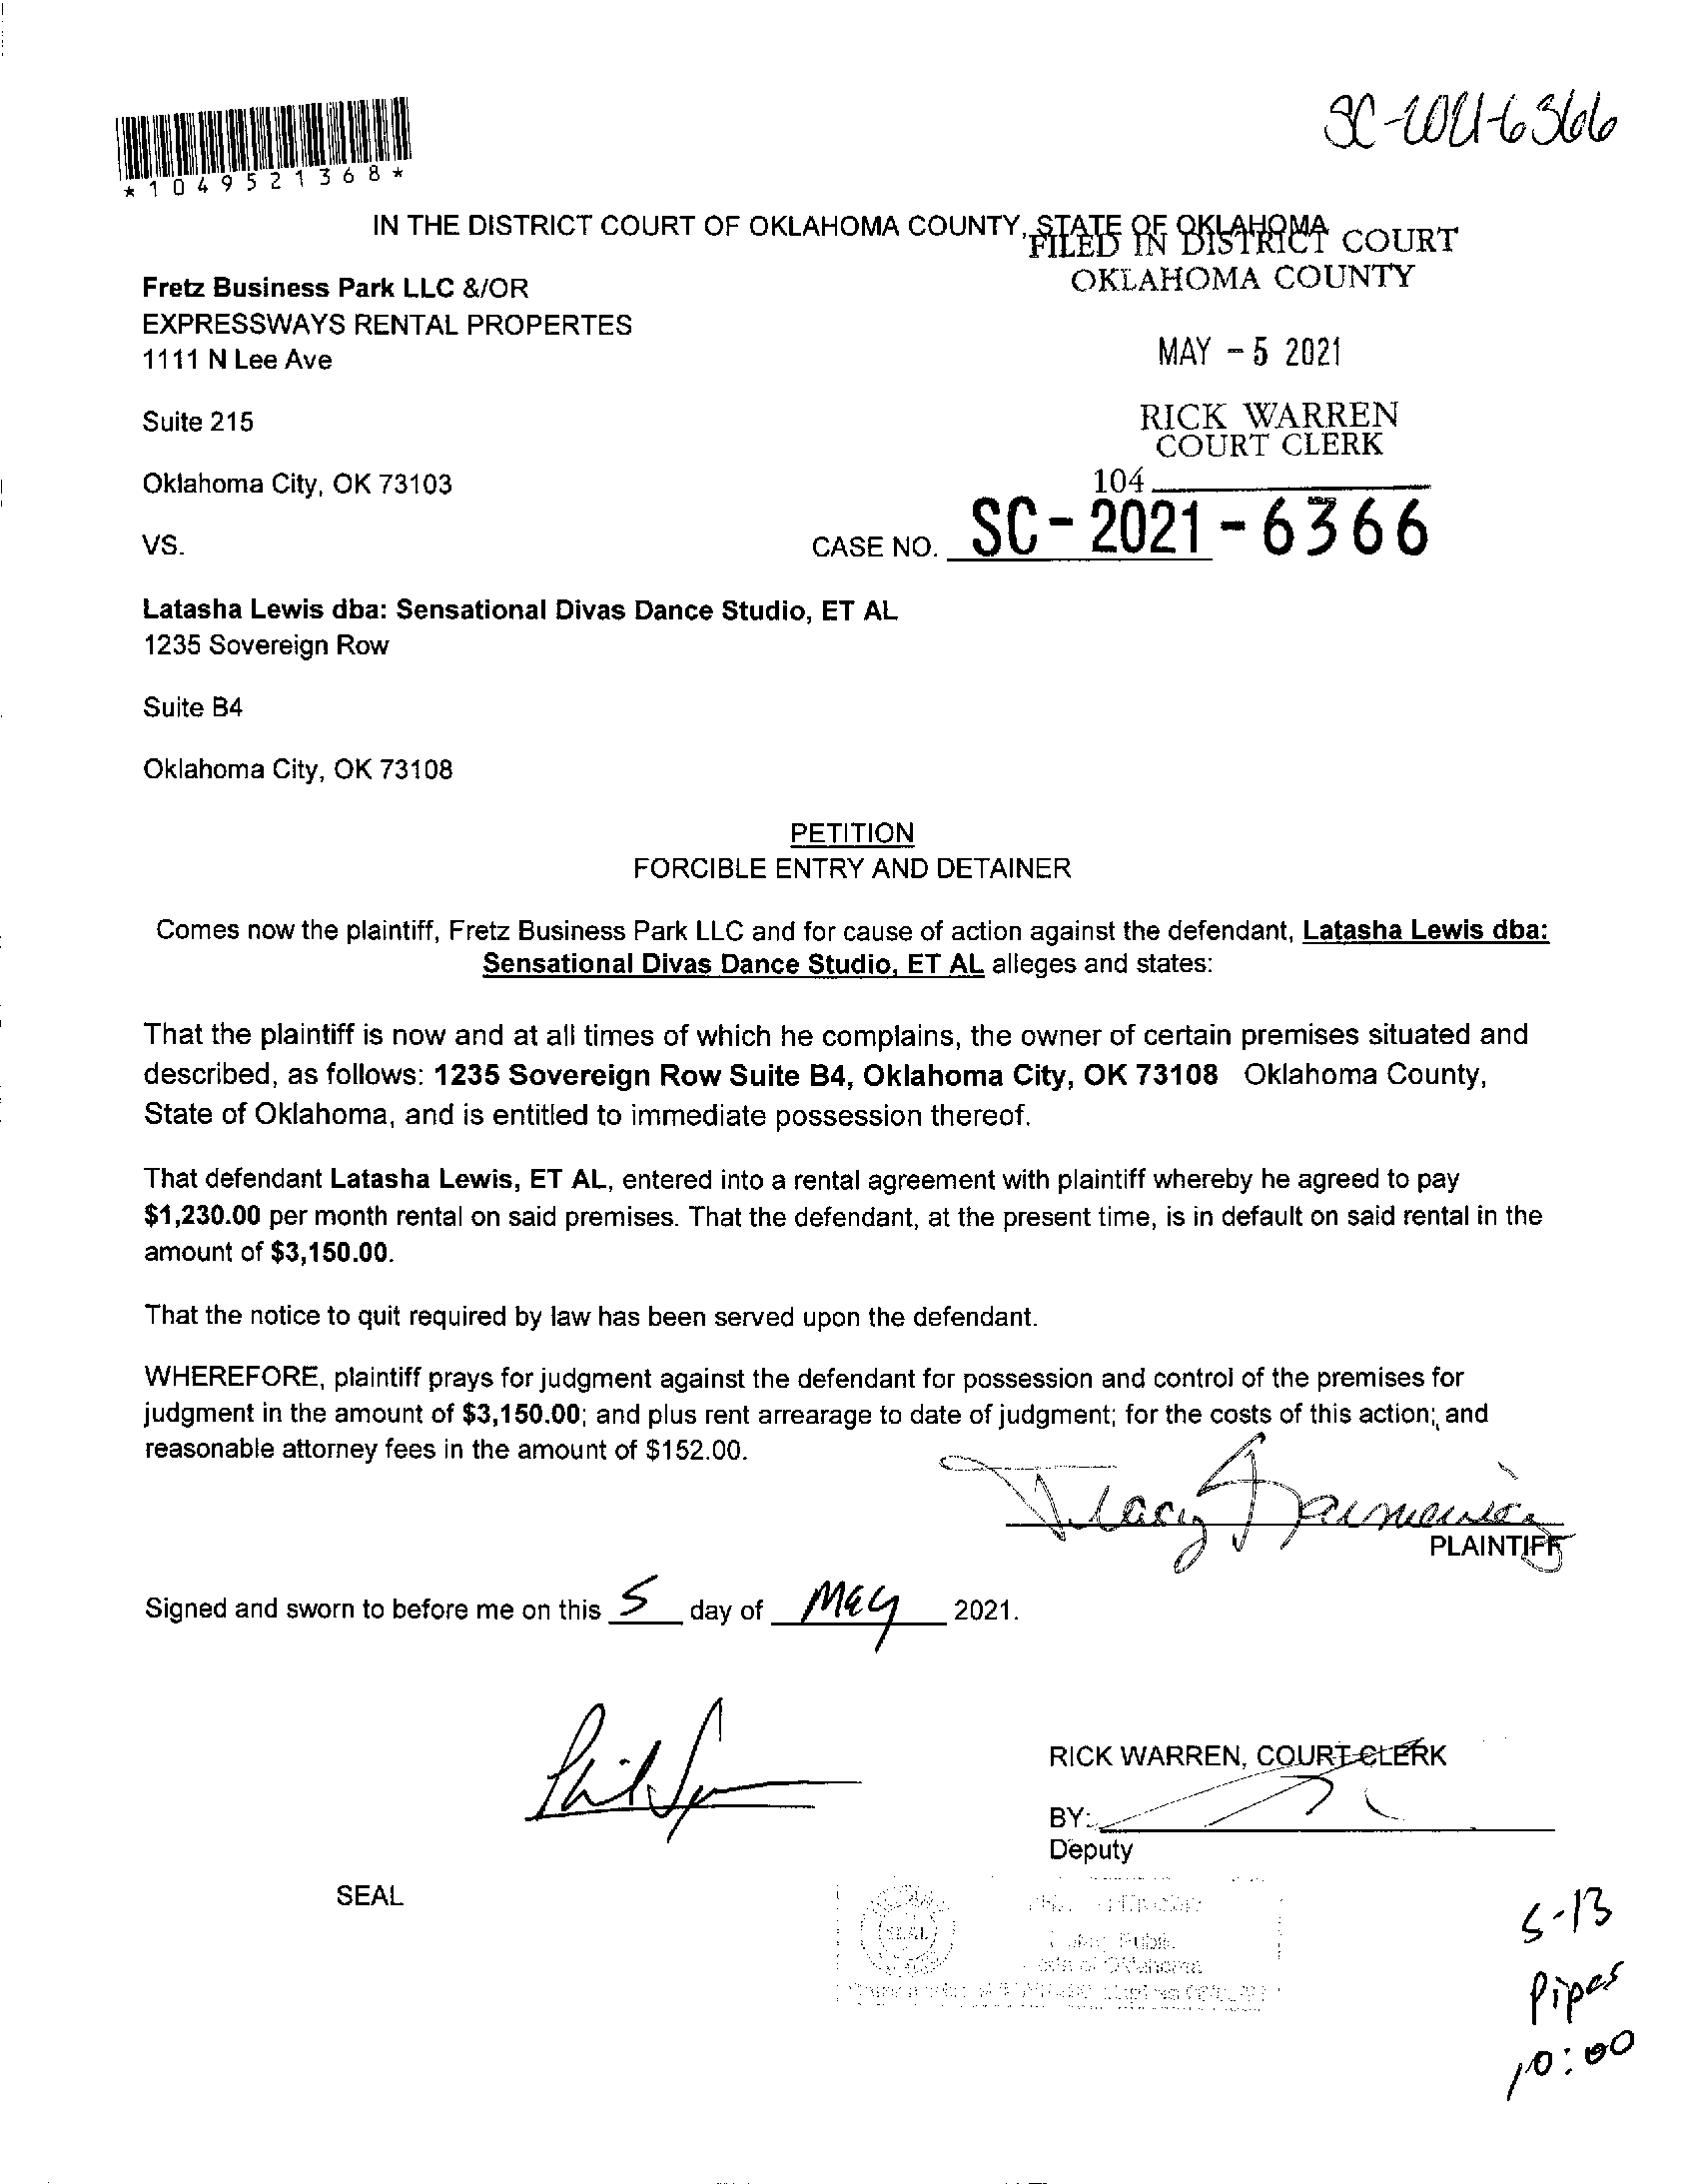 SC-2021-6366
*1049521368*
IN THE DISTRICT COURT OF OKLAHOMA COUNTY, STATE OF OKLAHOMA
FILED IN DISTRICT COURT
OKLAHOMA COUNTY
Fretz Business Park LLC &/OR
EXPRESSWAYS RENTAL PROPERTES
1111 N Lee Ave
MAY - 5 2021
Suite 215
RICK WARREN
COURT CLERK
Oklahoma City, OK 73103
104
VS.
CASE NO. SC-2021-6366
Latasha Lewis dba: Sensational Divas Dance Studio, ET AL
1235 Sovereign Row
Suite B4
Oklahoma City, OK 73108
PETITION
FORCIBLE ENTRY AND DETAINER
Comes now the plaintiff, Fretz Business Park LLC and for cause of action against the defendant, Latasha Lewis dba:
Sensational Divas Dance Studio, ET AL alleges and states:
That the plaintiff is now and at all times of which he complains, the owner of certain premises situated and
described, as follows: 1235 Sovereign Row Suite B4, Oklahoma City, OK 73108 Oklahoma County,
State of Oklahoma, and is entitled to immediate possession thereof.
That defendant Latasha Lewis, ET AL, entered into a rental agreement with plaintiff whereby he agreed to pay
$1,230.00 per month rental on said premises. That the defendant, at the present time, is in default on said rental in the
amount of $3,150.00.
That the notice to quit required by law has been served upon the defendant.
WHEREFORE, plaintiff prays for judgment against the defendant for possession and control of the premises for
judgment in the amount of $3,150.00; and plus rent arrearage to date of judgment; for the costs of this action; and
reasonable attorney fees in the amount of $152.00.
PLAINTIFF
Signed and sworn to before me on this 5 day of May 2021.
RICK WARREN, COURT CLERK
BY:
Deputy
SEAL
SEAL
Public
of Oklahoma
5-13
Pipes
10:00